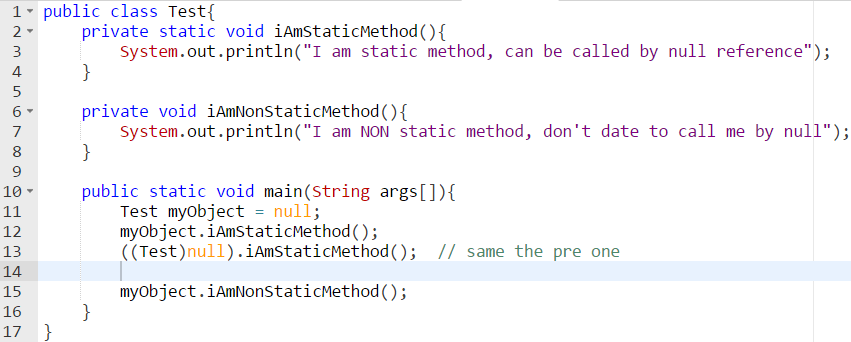 1 public class Test{
2 private static void iAmStaticMethod(){
3 System.out.println("I am static method, can be called by null reference");
4 }
5
6 private void iAmNonStaticMethod(){
7 System.out.println("I am NON static method, don't date to call me by null");
8 }
9
10 public static void main(String args[]){
11 Test myObject = null;
12 myObject.iAmStaticMethod();
13 ((Test)null).iAmStaticMethod();  // same the pre one
14
15 myObject.iAmNonStaticMethod();
16 }
17 }